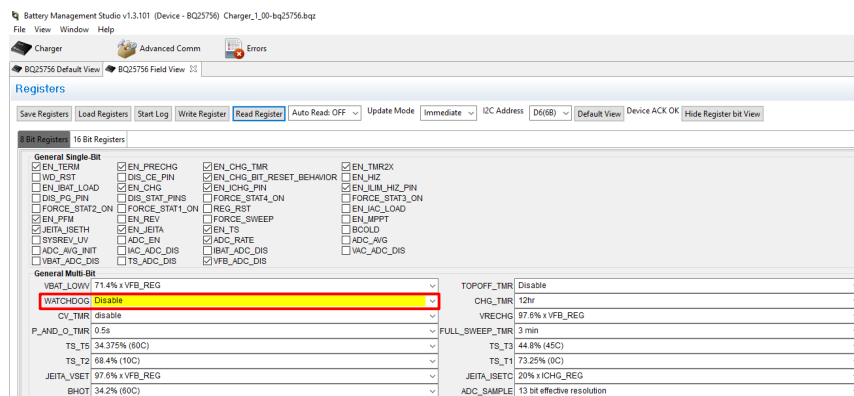 Battery Management Studio v1.3.101 (Device - BQ25756) Charger_1_00-bq25756.bqz
File View Window Help
Charger Advanced Comm Errors
BQ25756 Default View BQ25756 Field View
Registers
Save Registers Load Registers Start Log Write Register Read Register Auto Read: OFF Update Mode Immediate I2C Address D6(6B) Default View Device ACK OK Hide Register bit View
8 Bit Registers 16 Bit Registers
General Single-Bit
EN_TERM EN_PRECHG EN_CHG_TMR EN_TMR2X
WD_RST DIS_CE_PIN EN_CHG_BIT_RESET_BEHAVIOR EN_HIZ
EN_IBAT_LOAD EN_CHG EN_ICHG_PIN EN_ILIM_HIZ_PIN
DIS_PG_PIN DIS_STAT_PINS FORCE_STAT4_ON FORCE_STAT3_ON
FORCE_STAT2_ON FORCE_STAT1_ON REG_RST EN_IAC_LOAD
EN_PFM EN_REV FORCE_SWEEP EN_MPPT
JEITA_ISETH EN_JEITA EN_TS BCOLD
SYSREV_UV ADC_EN ADC_RATE ADC_AVG
ADC_AVG_INIT IAC_ADC_DIS IBAT_ADC_DIS VAC_ADC_DIS
VBAT_ADC_DIS TS_ADC_DIS VFB_ADC_DIS
General Multi-Bit
VBAT_LOWV 71.4% x VFB_REG TOPOFF_TMR Disable
WATCHDOG Disable CHG_TMR 12hr
CV_TMR disable VRECHG 97.6% x VFB_REG
P_AND_O_TMR 0.5s FULL_SWEEP_TMR 3 min
TS_T5 34.375% (60C) TS_T3 44.8% (45C)
TS_T2 68.4% (10C) TS_T1 73.25% (0C)
JEITA_VSET 97.6% x VFB_REG JEITA_ISETC 20% x ICHG_REG
BHOT 34.2% (60C) ADC_SAMPLE 13 bit effective resolution